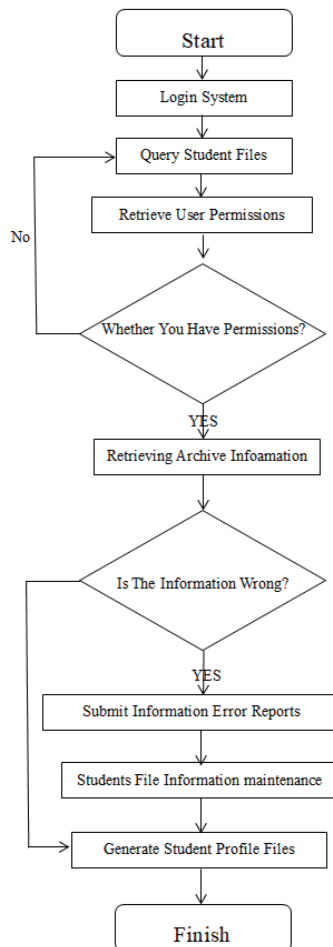 Start
Login System
Query Student Files
Retrieve User Permissions
No
Whether You Have Permissions?
YES
Retrieving Archive Infoamation
Is The Information Wrong?
YES
Submit Information Error Reports
Students File Information maintenance
Generate Student Profile Files
Finish